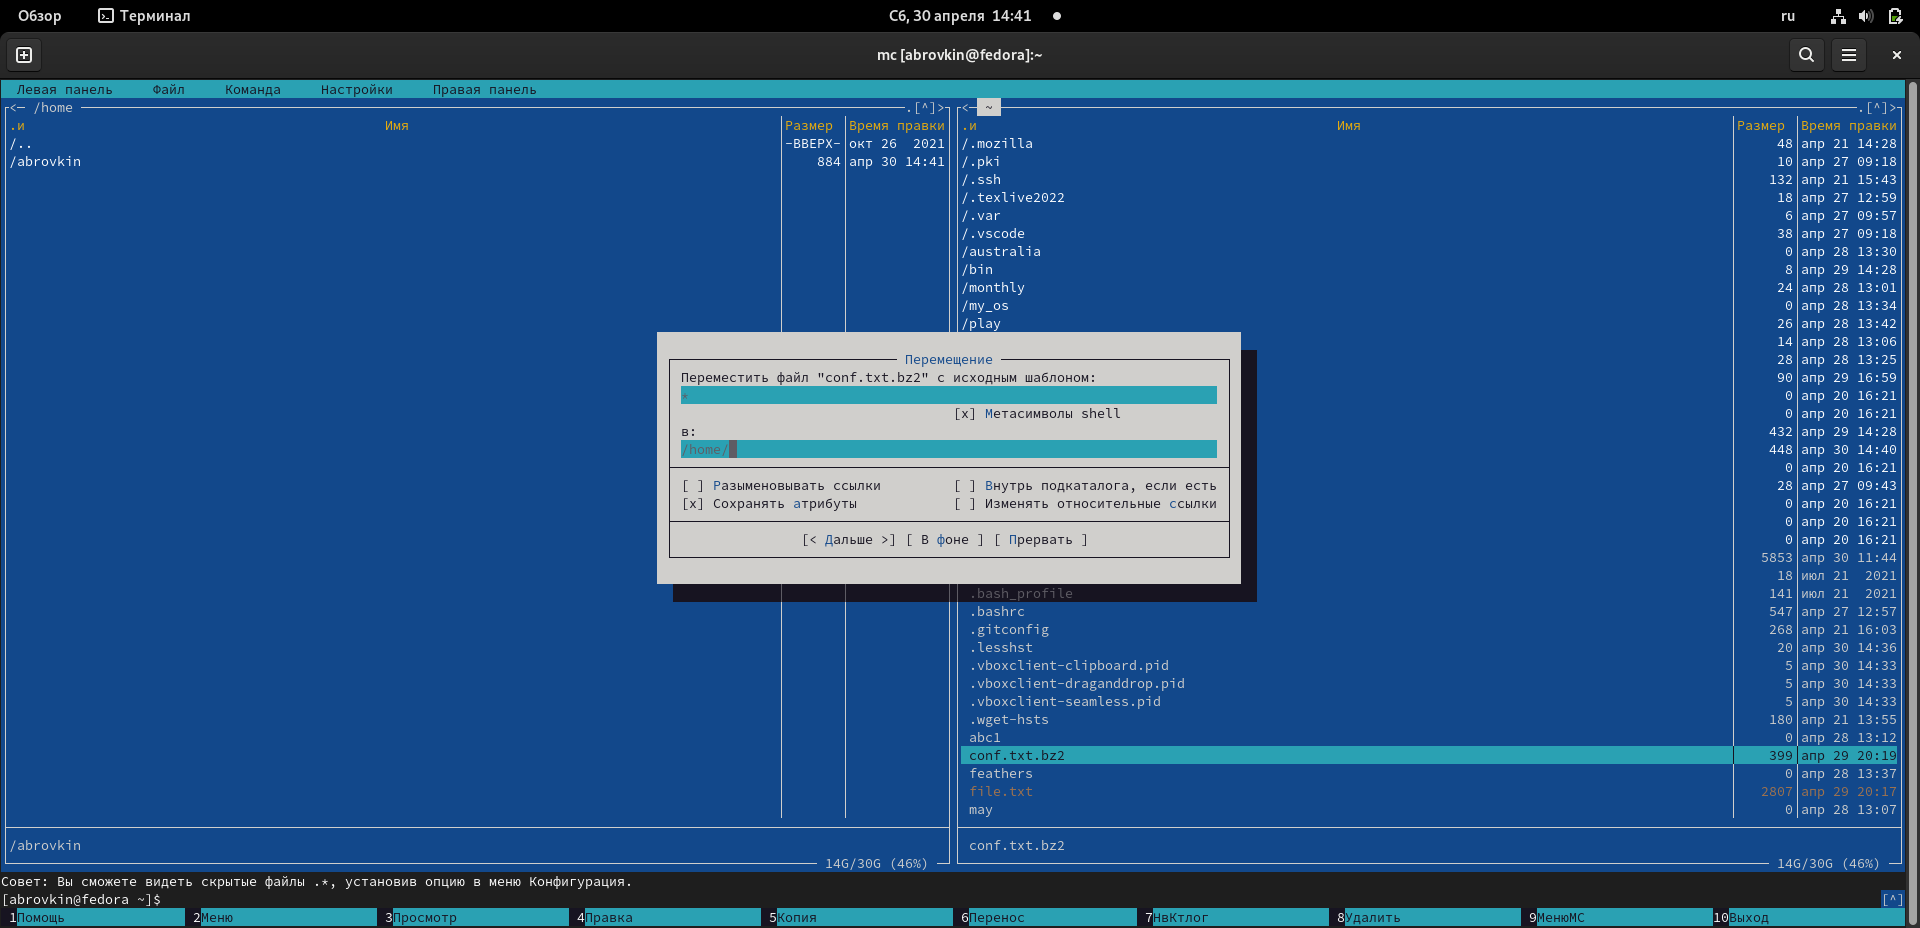 Обзор Терминал Сб, 30 апреля 14:41 ru
mc [abrovkin@fedora]:~
Левая панель Файл Команда Настройки Правая панель
<─ /home .[^]> <─ ~ .[^]>
.и Имя Размер Время правки .и Имя Размер Время правки
/.. -ВВЕРХ- окт 26 2021 /.mozilla 48 апр 21 14:28
/abrovkin 884 апр 30 14:41 /.pki 10 апр 27 09:18
/.ssh 132 апр 21 15:43
/.texlive2022 18 апр 27 12:59
/.var 6 апр 27 09:57
/.vscode 38 апр 27 09:18
/australia 0 апр 28 13:30
/bin 8 апр 29 14:28
/monthly 24 апр 28 13:01
/my_os 0 апр 28 13:34
/play 26 апр 28 13:42
14 апр 28 13:06
Перемещение 28 апр 28 13:25
Переместить файл "conf.txt.bz2" с исходным шаблоном: 90 апр 29 16:59
* 0 апр 20 16:21
[x] Метасимволы shell 0 апр 20 16:21
в: 432 апр 29 14:28
/home/ 448 апр 30 14:40
0 апр 20 16:21
[ ] Разыменовывать ссылки [ ] Внутрь подкаталога, если есть 28 апр 27 09:43
[x] Сохранять атрибуты [ ] Изменять относительные ссылки 0 апр 20 16:21
0 апр 20 16:21
[< Дальше >] [ В фоне ] [ Прервать ] 0 апр 20 16:21
5853 апр 30 11:44
18 июл 21 2021
.bash_profile 141 июл 21 2021
.bashrc 547 апр 27 12:57
.gitconfig 268 апр 21 16:03
.lesshst 20 апр 30 14:36
.vboxclient-clipboard.pid 5 апр 30 14:33
.vboxclient-draganddrop.pid 5 апр 30 14:33
.vboxclient-seamless.pid 5 апр 30 14:33
.wget-hsts 180 апр 21 13:55
abc1 0 апр 28 13:12
conf.txt.bz2 399 апр 29 20:19
feathers 0 апр 28 13:37
file.txt 2807 апр 29 20:17
may 0 апр 28 13:07
/abrovkin conf.txt.bz2
14G/30G (46%) 14G/30G (46%)
Совет: Вы сможете видеть скрытые файлы .*, установив опцию в меню Конфигурация.
[abrovkin@fedora ~]$ [^]
1Помощь 2Меню 3Просмотр 4Правка 5Копия 6Перенос 7НвКтлог 8Удалить 9МенюMC 10Выход